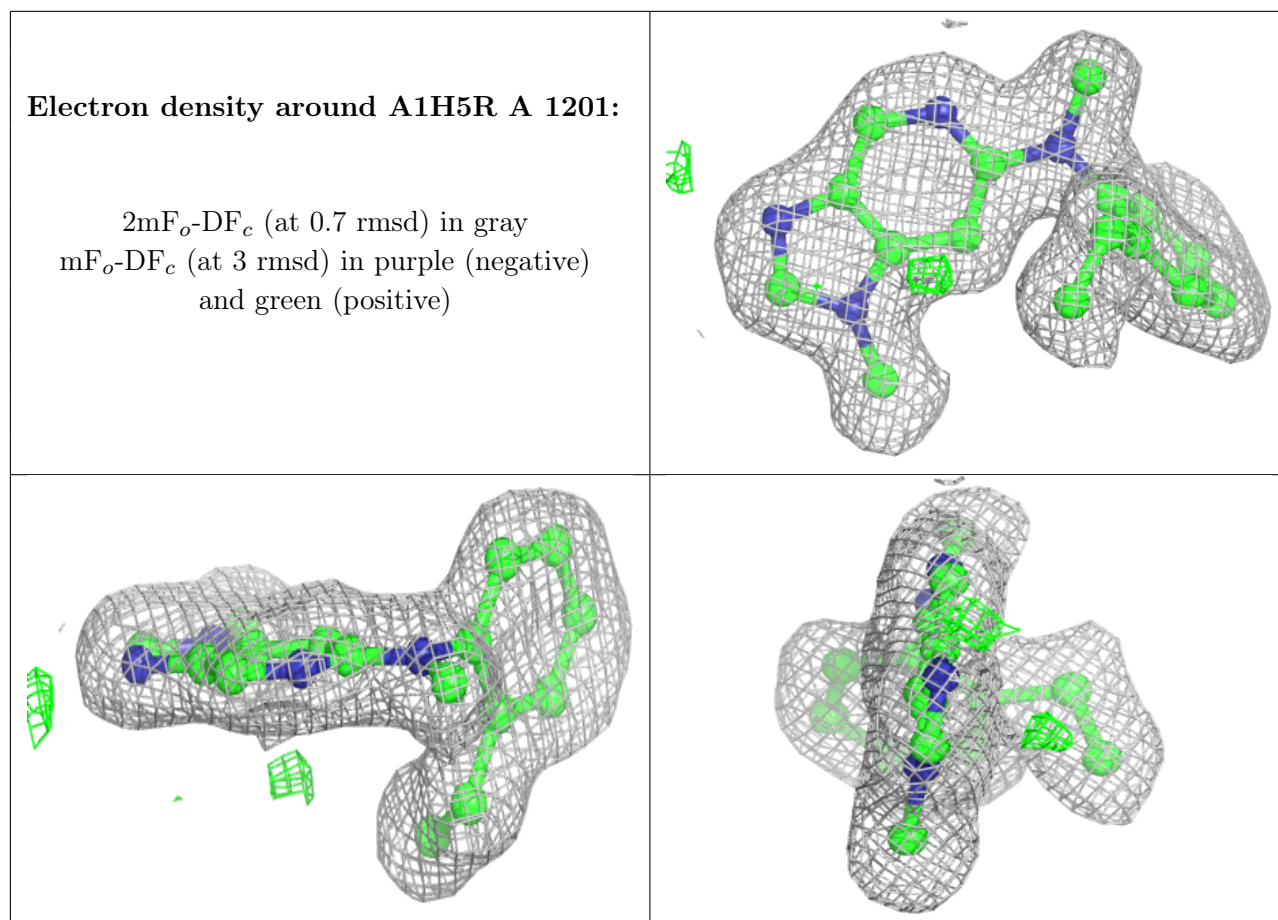 Electron density around A1H5R A 1201:
2mFo-DFc (at 0.7 rmsd) in gray
mFo-DFc (at 3 rmsd) in purple (negative)
and green (positive)